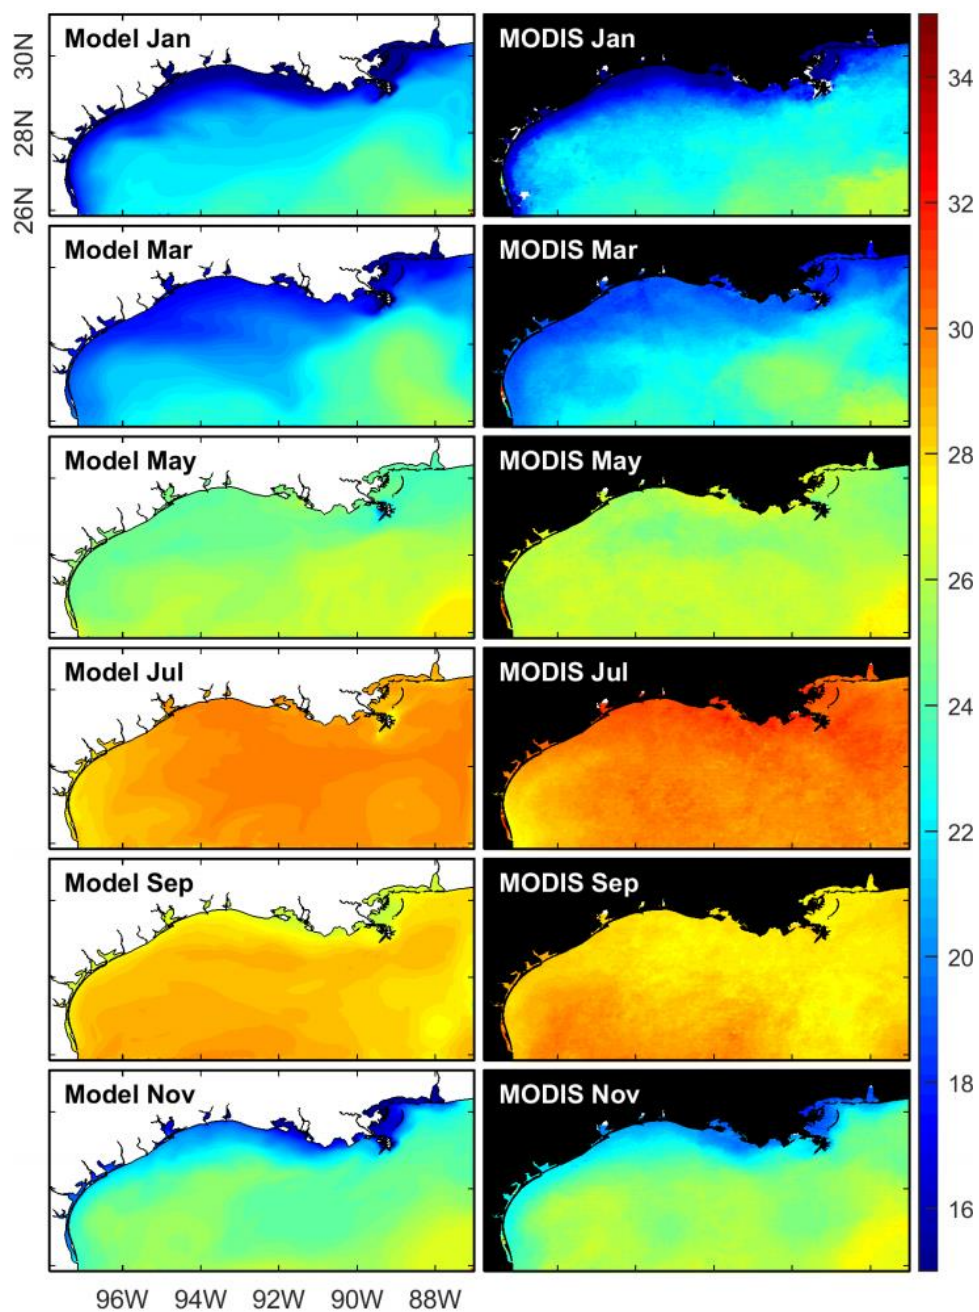 Model Jan
MODIS Jan
30N
28N
26N
Model Mar
MODIS Mar
Model May
MODIS May
Model Jul
MODIS Jul
Model Sep
MODIS Sep
Model Nov
MODIS Nov
96W 94W 92W 90W 88W
34
32
30
28
26
24
22
20
18
16